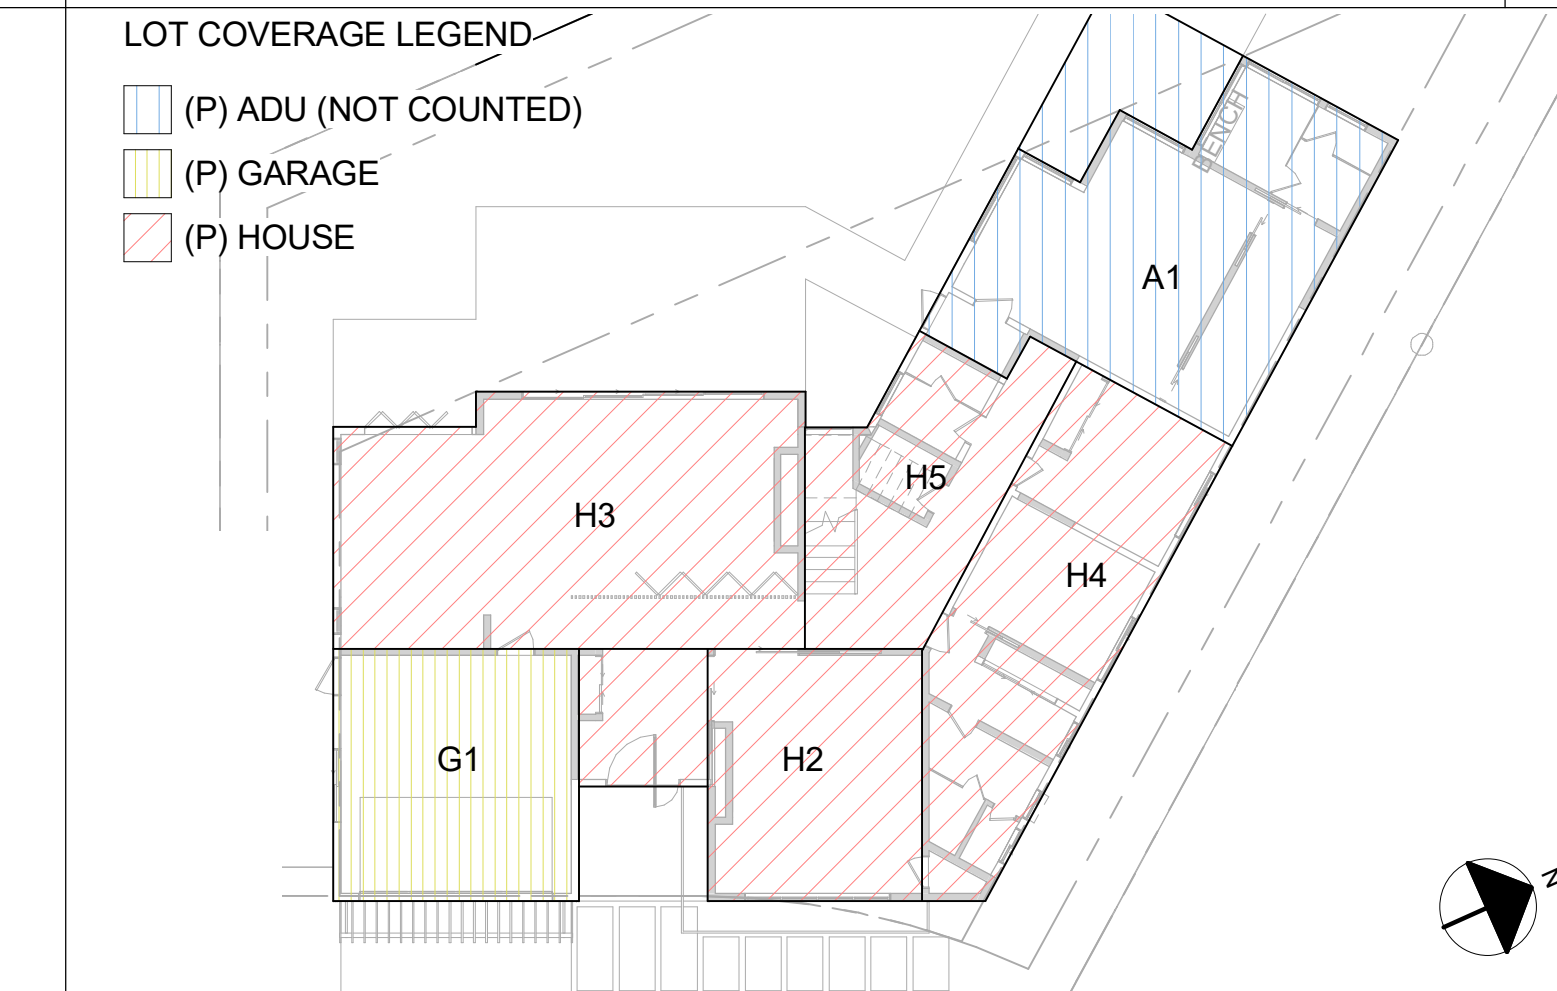 LOT COVERAGE LEGEND
(P) ADU (NOT COUNTED)
(P) GARAGE
(P) HOUSE
BENCH
A1
H5
H3
H4
G1
H2
N